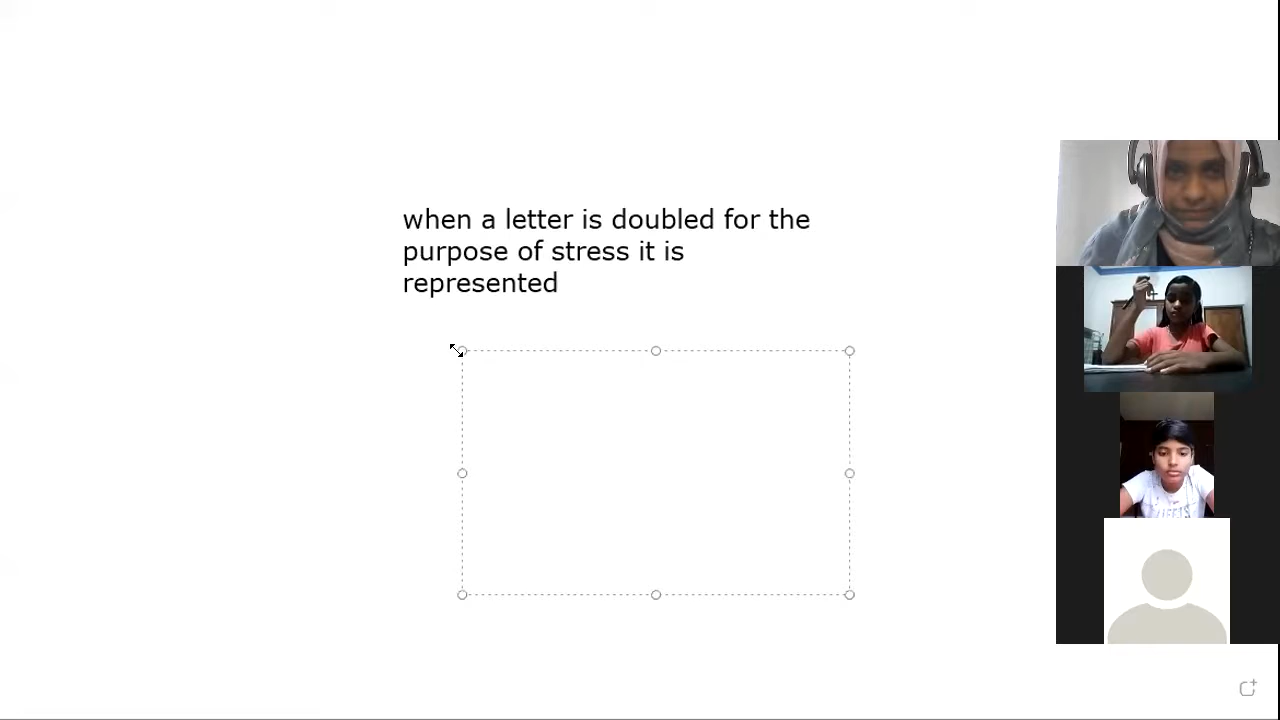 when a letter is doubled for the
purpose of stress it is
represented